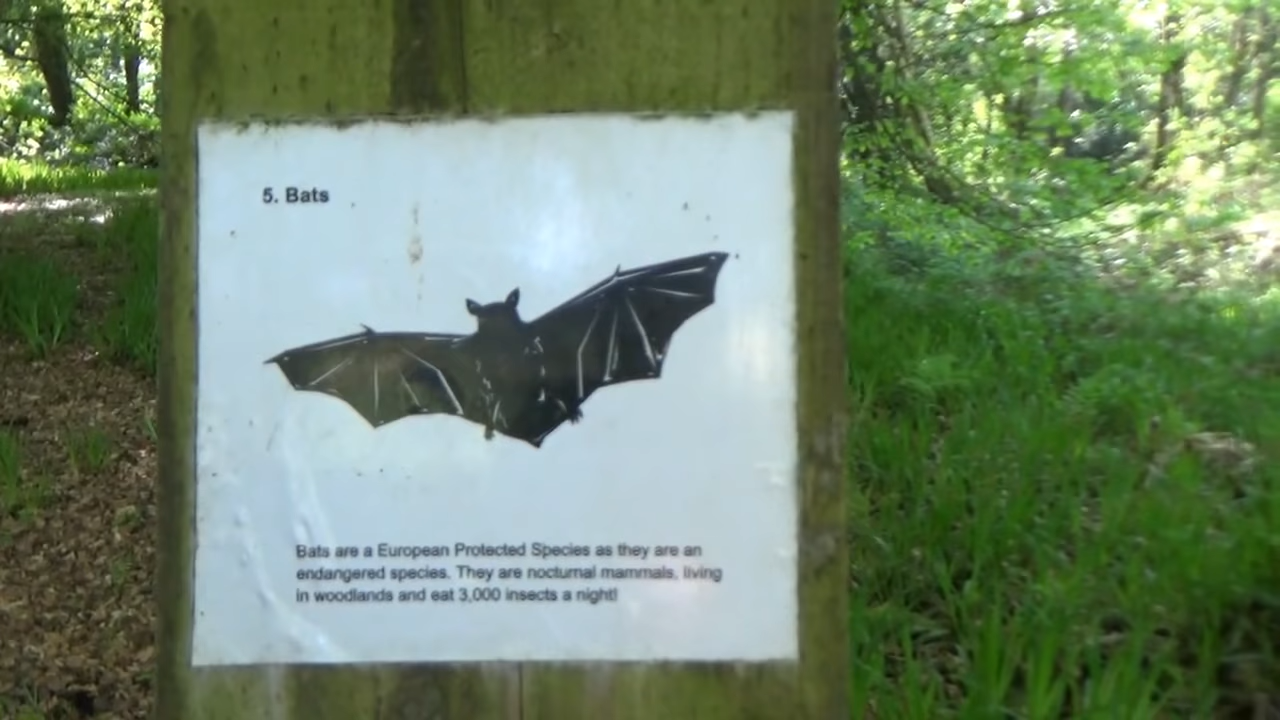 5. Bats
Bats are a European Protected Species as they are an
endangered species. They are nocturnal mammals, living
in woodlands and eat 3,000 insects a night!